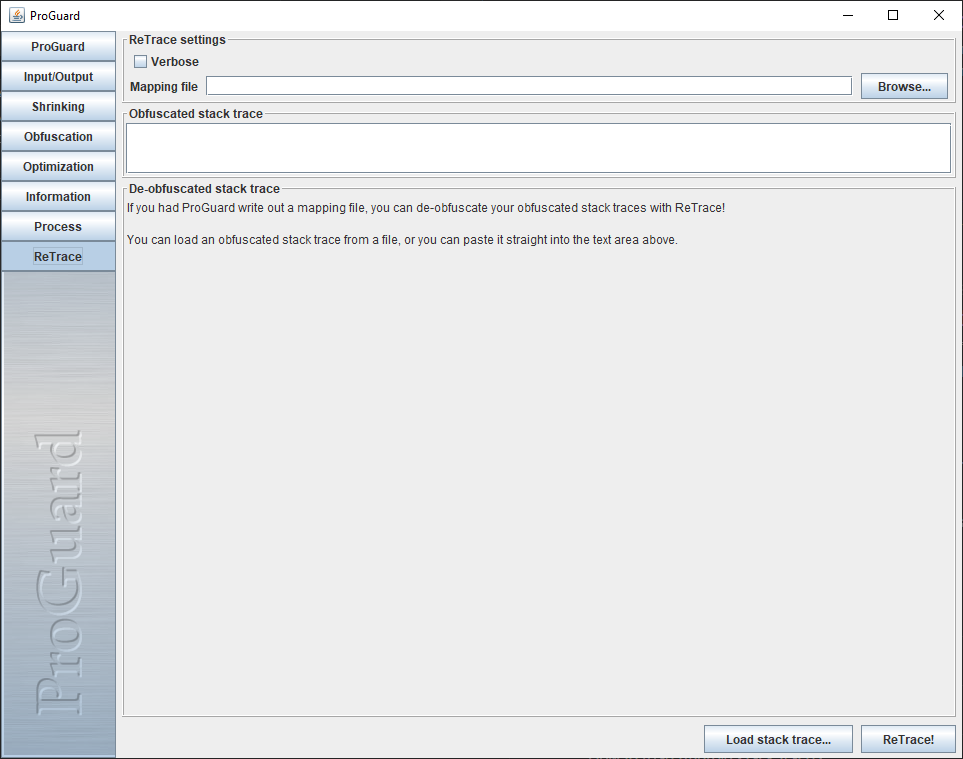 ProGuard
ProGuard
Input/Output
Shrinking
Obfuscation
Optimization
Information
Process
ReTrace
ProGuard
ReTrace settings
Verbose
Mapping file
Browse...
Obfuscated stack trace
De-obfuscated stack trace
If you had ProGuard write out a mapping file, you can de-obfuscate your obfuscated stack traces with ReTrace!
You can load an obfuscated stack trace from a file, or you can paste it straight into the text area above.
Load stack trace...
ReTrace!